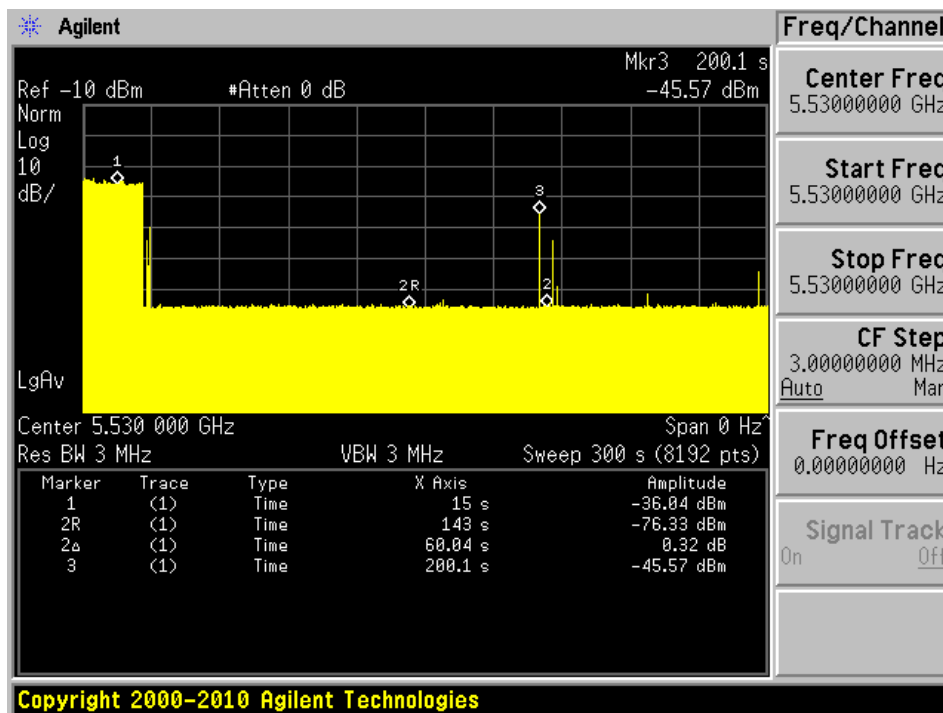 Agilent
Freq/Channel
Mkr3 200.1 s
Ref -10 dBm #Atten 0 dB -45.57 dBm
Norm
Log
10
dB/
1
3
2R
2
LgAv
Center 5.530 000 GHz Span 0 Hz^
Res BW 3 MHz VBW 3 MHz Sweep 300 s (8192 pts)
Marker Trace Type X Axis Amplitude
1 (1) Time 15 s -36.04 dBm
2R (1) Time 143 s -76.33 dBm
2Δ (1) Time 60.04 s 0.32 dB
3 (1) Time 200.1 s -45.57 dBm
Center Freq
5.53000000 GHz
Start Freq
5.53000000 GHz
Stop Freq
5.53000000 GHz
CF Step
3.00000000 MHz
Auto Man
Freq Offset
0.00000000 Hz
Signal Track
On Off
Copyright 2000-2010 Agilent Technologies